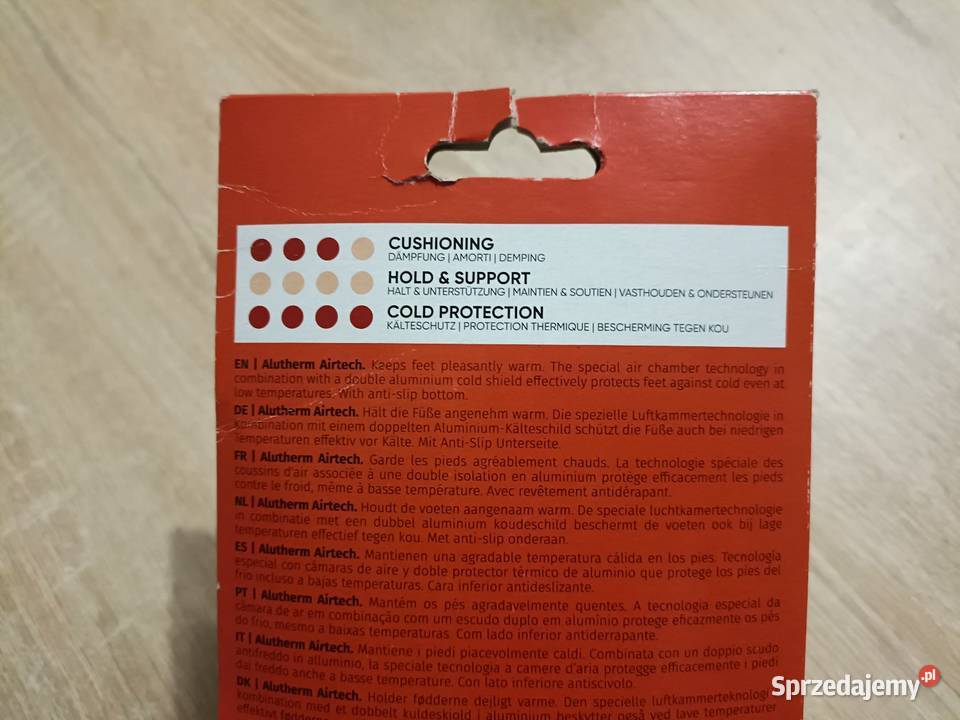 CUSHIONING
DÄMPFUNG | AMORTI | DEMPING
HOLD & SUPPORT
HALT & UNTERSTÜTZUNG | MAINTIEN & SOUTIEN | VASTHOUDEN & ONDERSTEUNEN
COLD PROTECTION
KÄLTESCHUTZ | PROTECTION THERMIQUE | BESCHERMING TEGEN KOU
EN | Alutherm Airtech. Keeps feet pleasantly warm. The special air chamber technology in
combination with a double aluminium cold shield effectively protects feet against cold even at
low temperatures. With anti-slip bottom.
DE | Alutherm Airtech. Hält die Füße angenehm warm. Die spezielle Luftkammertechnologie in
Kombination mit einem doppelten Aluminium-Kälteschild schützt die Füße auch bei niedrigen
Temperaturen effektiv vor Kälte. Mit Anti-Slip Unterseite.
FR | Alutherm Airtech. Garde les pieds agréablement chauds. La technologie spéciale des
coussins d'air associée à une double isolation en aluminium protège efficacement les pieds
contre le froid, même à basse température. Avec revêtement antidérapant.
NL | Alutherm Airtech. Houdt de voeten aangenaam warm. De speciale luchtkamertechnologie
in combinatie met een dubbel aluminium koudeschild beschermt de voeten ook bij lage
temperaturen effectief tegen kou. Met anti-slip onderaan.
ES | Alutherm Airtech. Mantienen una agradable temperatura cálida en los pies. Tecnología
especial con cámaras de aire y doble protector térmico de aluminio que protege los pies del
frío incluso a bajas temperaturas. Cara inferior antideslizante.
PT | Alutherm Airtech. Mantém os pés agradavelmente quentes. A tecnologia especial da
câmara de ar em combinação com um escudo duplo em alumínio protege eficazmente os pés
do frio, mesmo a baixas temperaturas. Com lado inferior antiderrapante.
IT | Alutherm Airtech. Mantiene i piedi piacevolmente caldi. Combinata con un doppio scudo
antifreddo in alluminio, la speciale tecnologia a camere d'aria protegge efficacemente i piedi
dal freddo anche a basse temperature. Con lato inferiore antiscivolo.
DK | Alutherm Airtech. Holder fødderne dejligt varme. Den specielle luftkammerteknologi
kombination med et dobbelt kuldeskjold i aluminium beskytter også ved lave temperaturer
effektivt fødderne
Sprzedajemy.pl